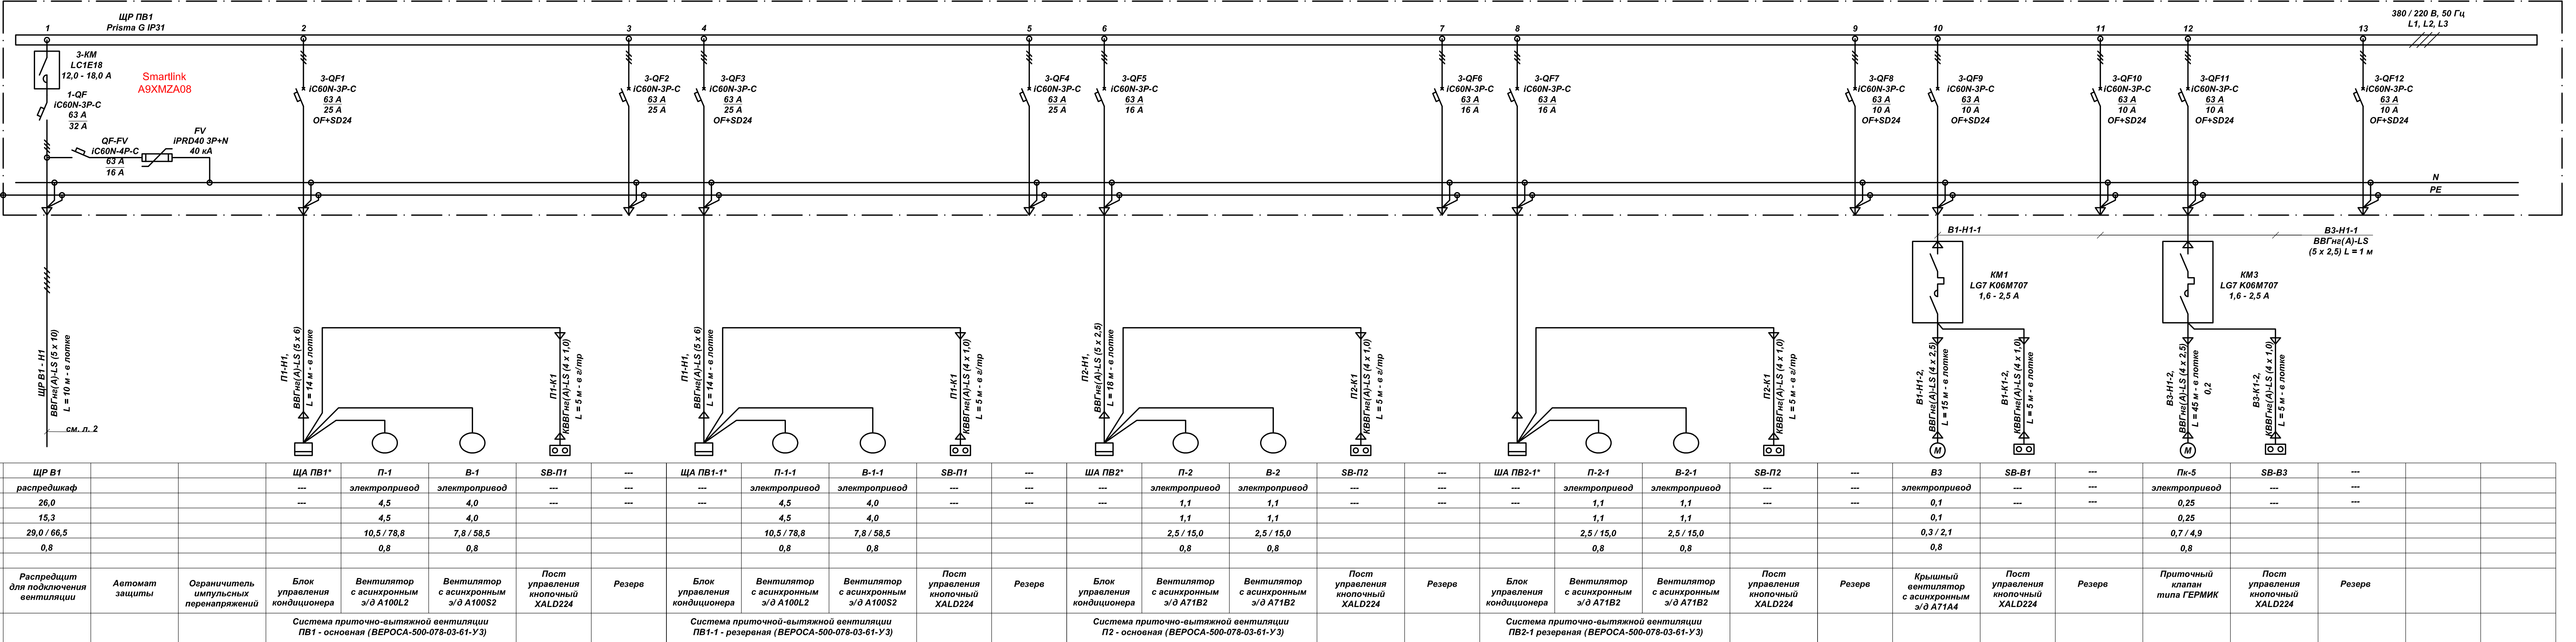 ЩР ПВ1
Prisma G IP31
380 / 220 В, 50 Гц
L1, L2, L3
1
2
3
4
5
6
7
8
9
10
11
12
13
3-КМ
LC1E18
12,0 - 18,0 А
Smartlink
A9XMZA08
1-QF
iC60N-3P-C
63 А
32 А
QF-FV
iC60N-4P-C
63 А
16 А
FV
iPRD40 3P+N
40 кА
3-QF1
iC60N-3P-C
63 А
25 А
OF+SD24
3-QF2
iC60N-3P-C
63 А
25 А
3-QF3
iC60N-3P-C
63 А
25 А
OF+SD24
3-QF4
iC60N-3P-C
63 А
25 А
3-QF5
iC60N-3P-C
63 А
16 А
3-QF6
iC60N-3P-C
63 А
16 А
3-QF7
iC60N-3P-C
63 А
16 А
3-QF8
iC60N-3P-C
63 А
10 А
OF+SD24
3-QF9
iC60N-3P-C
63 А
10 А
OF+SD24
3-QF10
iC60N-3P-C
63 А
10 А
OF+SD24
3-QF11
iC60N-3P-C
63 А
10 А
OF+SD24
3-QF12
iC60N-3P-C
63 А
10 А
OF+SD24
N
PE
В1-Н1-1
В3-Н1-1
ВВГнг(А)-LS
(5 х 2,5) L = 1 м
КМ1
LG7 K06M707
1,6 - 2,5 А
КМ3
LG7 K06M707
1,6 - 2,5 А
ЩР В1 - Н1
ВВГнг(А)-LS (5 х 10)
L = 10 м - в лотке
см. л. 2
П1-Н1,
ВВГнг(А)-LS (5 х 6)
L = 14 м - в лотке
П1-К1
КВВГнг(А)-LS (4 х 1,0)
L = 5 м - в г/тр
П1-Н1,
ВВГнг(А)-LS (5 х 6)
L = 14 м - в лотке
П1-К1
КВВГнг(А)-LS (4 х 1,0)
L = 5 м - в г/тр
П2-Н1,
ВВГнг(А)-LS (5 х 2,5)
L = 18 м - в лотке
П2-К1
КВВГнг(А)-LS (4 х 1,0)
L = 5 м - в г/тр
П2-К1
КВВГнг(А)-LS (4 х 1,0)
L = 5 м - в г/тр
В1-Н1-2,
ВВГнг(А)-LS (4 х 2,5)
L = 15 м - в лотке
В1-К1-2,
КВВГнг(А)-LS (4 х 1,0)
L = 5 м - в лотке
В3-Н1-2,
ВВГнг(А)-LS (4 х 2,5)
L = 45 м - в лотке
0,2
В3-К1-2,
КВВГнг(А)-LS (4 х 1,0)
L = 5 м - в лотке
М
М
ЩР В1 ЩА ПВ1* П-1 В-1 SB-П1 --- ЩА ПВ1-1* П-1-1 В-1-1 SB-П1 --- ША ПВ2* П-2 В-2 SB-П2 --- ША ПВ2-1* П-2-1 В-2-1 SB-П2 --- В3 SB-В1 --- Пк-5 SB-В3 ---
распредшкаф --- электропривод электропривод --- --- --- электропривод электропривод --- --- --- электропривод электропривод --- --- --- электропривод электропривод --- --- электропривод --- --- электропривод --- ---
26,0 --- 4,5 4,0 --- --- --- 4,5 4,0 --- --- --- 1,1 1,1 --- --- --- 1,1 1,1 --- --- 0,1 --- --- 0,25 --- ---
15,3 4,5 4,0 4,5 4,0 1,1 1,1 1,1 1,1 0,1 0,25
29,0 / 66,5 10,5 / 78,8 7,8 / 58,5 10,5 / 78,8 7,8 / 58,5 2,5 / 15,0 2,5 / 15,0 2,5 / 15,0 2,5 / 15,0 0,3 / 2,1 0,7 / 4,9
0,8 0,8 0,8 0,8 0,8 0,8 0,8 0,8 0,8 0,8 0,8
Распредщит
для подключения
вентиляции
Автомат
защиты
Ограничитель
импульсных
перенапряжений
Блок
управления
кондиционера
Вентилятор
с асинхронным
э/д А100L2
Вентилятор
с асинхронным
э/д А100S2
Пост
управления
кнопочный
XALD224
Резерв
Блок
управления
кондиционера
Вентилятор
с асинхронным
э/д А100L2
Вентилятор
с асинхронным
э/д А100S2
Пост
управления
кнопочный
XALD224
Резерв
Блок
управления
кондиционера
Вентилятор
с асинхронным
э/д А71В2
Вентилятор
с асинхронным
э/д А71В2
Пост
управления
кнопочный
XALD224
Резерв
Блок
управления
кондиционера
Вентилятор
с асинхронным
э/д А71В2
Вентилятор
с асинхронным
э/д А71В2
Пост
управления
кнопочный
XALD224
Резерв
Крышный
вентилятор
с асинхронным
э/д А71А4
Пост
управления
кнопочный
XALD224
Резерв
Приточный
клапан
типа ГЕРМИК
Пост
управления
кнопочный
XALD224
Резерв
Система приточно-вытяжной вентиляции
ПВ1 - основная (ВЕРОСА-500-078-03-61-У3)
Система приточной-вытяжной вентиляции
ПВ1-1 - резервная (ВЕРОСА-500-078-03-61-У3)
Система приточно-вытяжной вентиляции
П2 - основная (ВЕРОСА-500-078-03-61-У3)
Система приточно-вытяжной вентиляции
ПВ2-1 резервная (ВЕРОСА-500-078-03-61-У3)